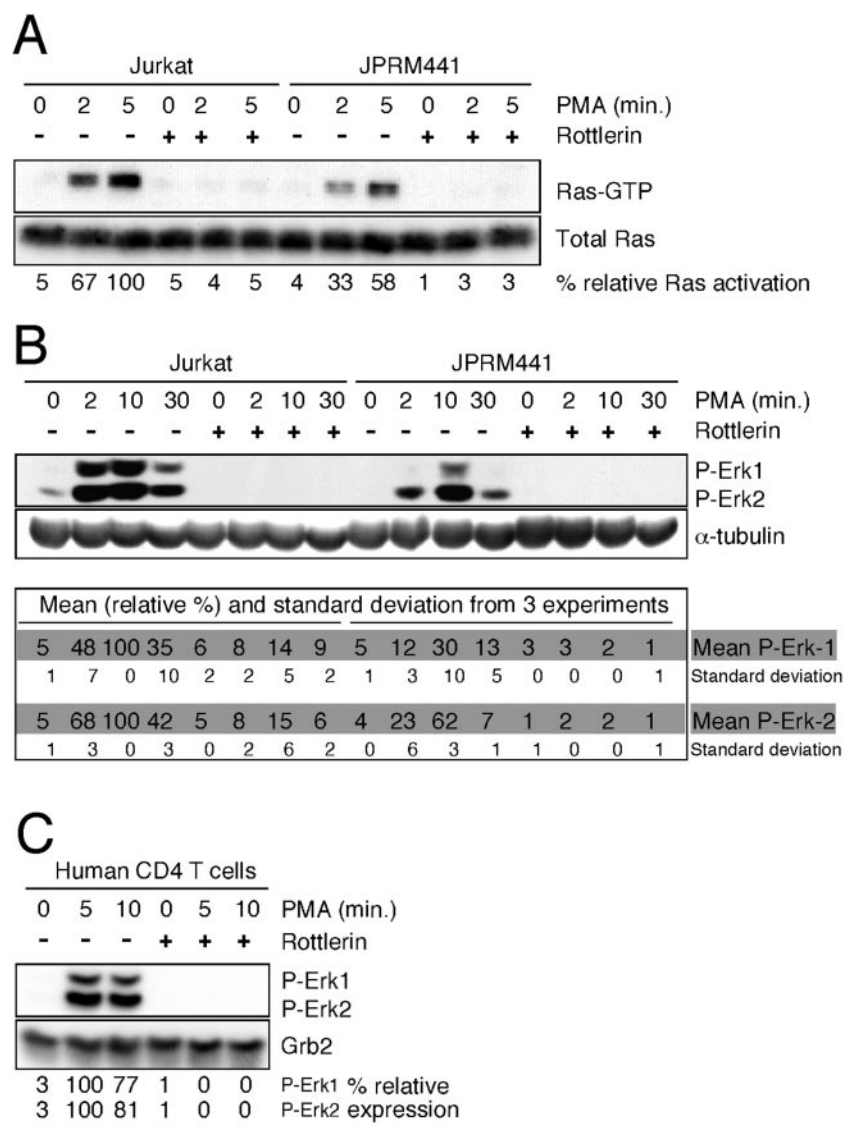 A
Jurkat JPRM441
0 2 5 0 2 5 0 2 5 0 2 5 PMA (min.)
- - - + + + - - - + + + Rottlerin
Ras-GTP
Total Ras
5 67 100 5 4 5 4 33 58 1 3 3 % relative Ras activation
B
Jurkat JPRM441
0 2 10 30 0 2 10 30 0 2 10 30 0 2 10 30 PMA (min.)
- - - - + + + + - - - - + + + + Rottlerin
P-Erk1
P-Erk2
α-tubulin
Mean (relative %) and standard deviation from 3 experiments
5 48 100 35 6 8 14 9 5 12 30 13 3 3 2 1 Mean P-Erk-1
1 7 0 10 2 2 5 2 1 3 10 5 0 0 0 1 Standard deviation
5 68 100 42 5 8 15 6 4 23 62 7 1 2 2 1 Mean P-Erk-2
1 3 0 3 0 2 6 2 0 6 3 1 1 0 0 1 Standard deviation
C
Human CD4 T cells
0 5 10 0 5 10 PMA (min.)
- - - + + + Rottlerin
P-Erk1
P-Erk2
Grb2
3 100 77 1 0 0 P-Erk1 % relative
3 100 81 1 0 0 P-Erk2 expression